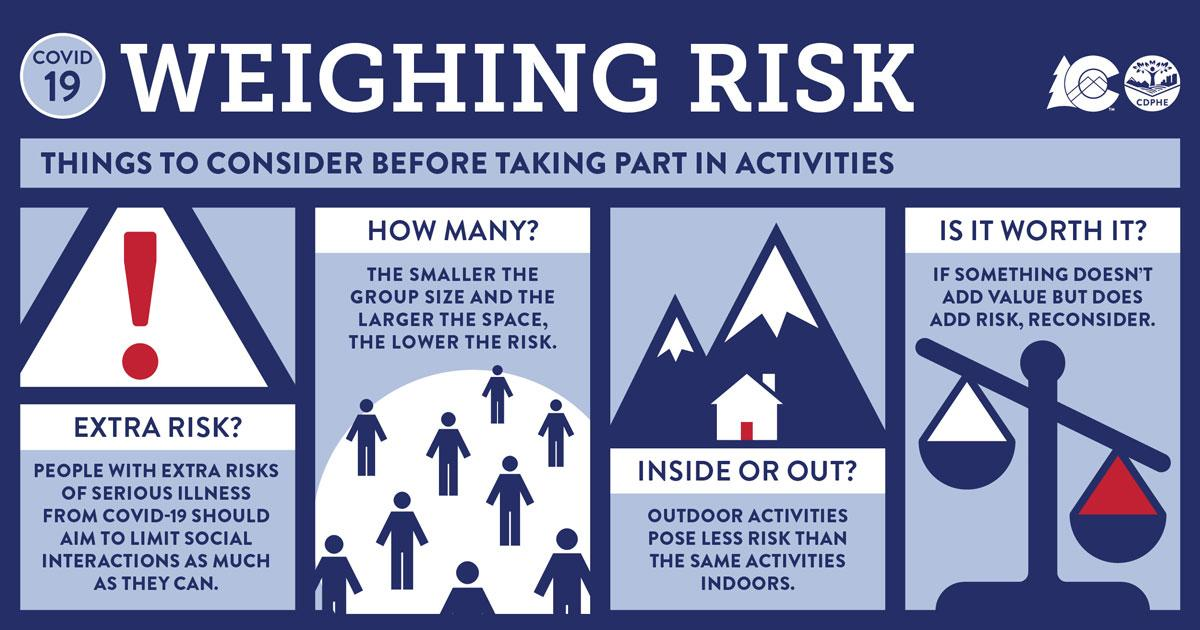 COVID
19
WEIGHING RISK
C
™
CDPHE
THINGS TO CONSIDER BEFORE TAKING PART IN ACTIVITIES
!
EXTRA RISK?
PEOPLE WITH EXTRA RISKS
OF SERIOUS ILLNESS
FROM COVID-19 SHOULD
AIM TO LIMIT SOCIAL
INTERACTIONS AS MUCH
AS THEY CAN.
HOW MANY?
THE SMALLER THE
GROUP SIZE AND THE
LARGER THE SPACE,
THE LOWER THE RISK.
INSIDE OR OUT?
OUTDOOR ACTIVITIES
POSE LESS RISK THAN
THE SAME ACTIVITIES
INDOORS.
IS IT WORTH IT?
IF SOMETHING DOESN'T
ADD VALUE BUT DOES
ADD RISK, RECONSIDER.